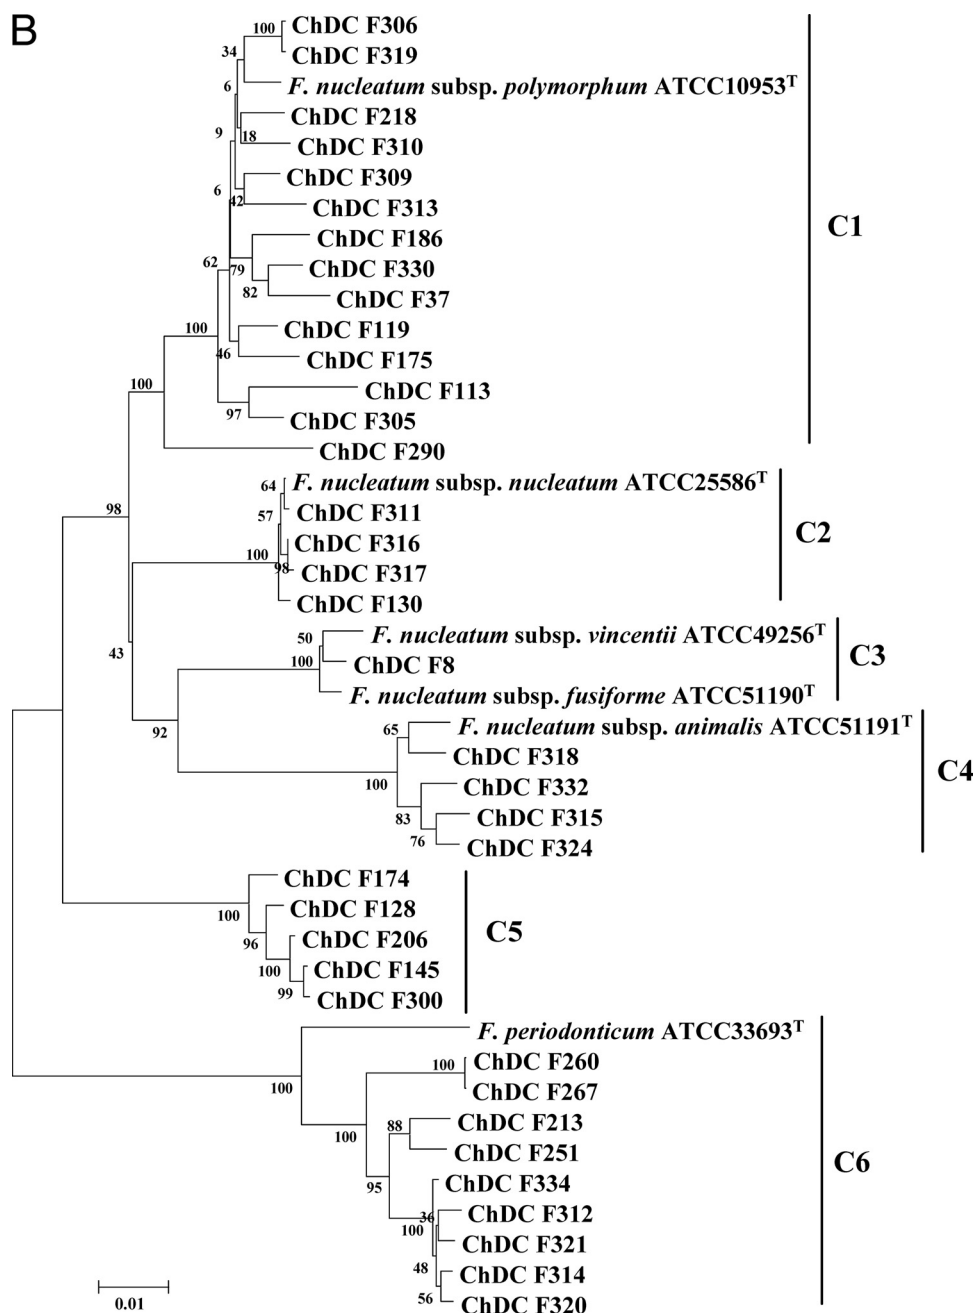 B
ChDC F306
100
34
ChDC F319
F. nucleatum subsp. polymorphum ATCC10953T
6
ChDC F218
9
18
ChDC F310
ChDC F309
6
42
ChDC F313
C1
ChDC F186
62
79
ChDC F330
82
ChDC F37
100
ChDC F119
46
ChDC F175
100
ChDC F113
97
ChDC F305
ChDC F290
64
F. nucleatum subsp. nucleatum ATCC25586T
98
57
ChDC F311
C2
ChDC F316
100
98
ChDC F317
ChDC F130
50
F. nucleatum subsp. vincentii ATCC49256T
43
100
ChDC F8
C3
F. nucleatum subsp. fusiforme ATCC51190T
92
65
F. nucleatum subsp. animalis ATCC51191T
ChDC F318
C4
100
ChDC F332
83
ChDC F315
76
ChDC F324
ChDC F174
100
ChDC F128
C5
96
ChDC F206
100
ChDC F145
99
ChDC F300
F. periodonticum ATCC33693T
100
ChDC F260
100
ChDC F267
88
ChDC F213
100
ChDC F251
C6
95
ChDC F334
36
ChDC F312
100
ChDC F321
48
ChDC F314
56
ChDC F320
0.01